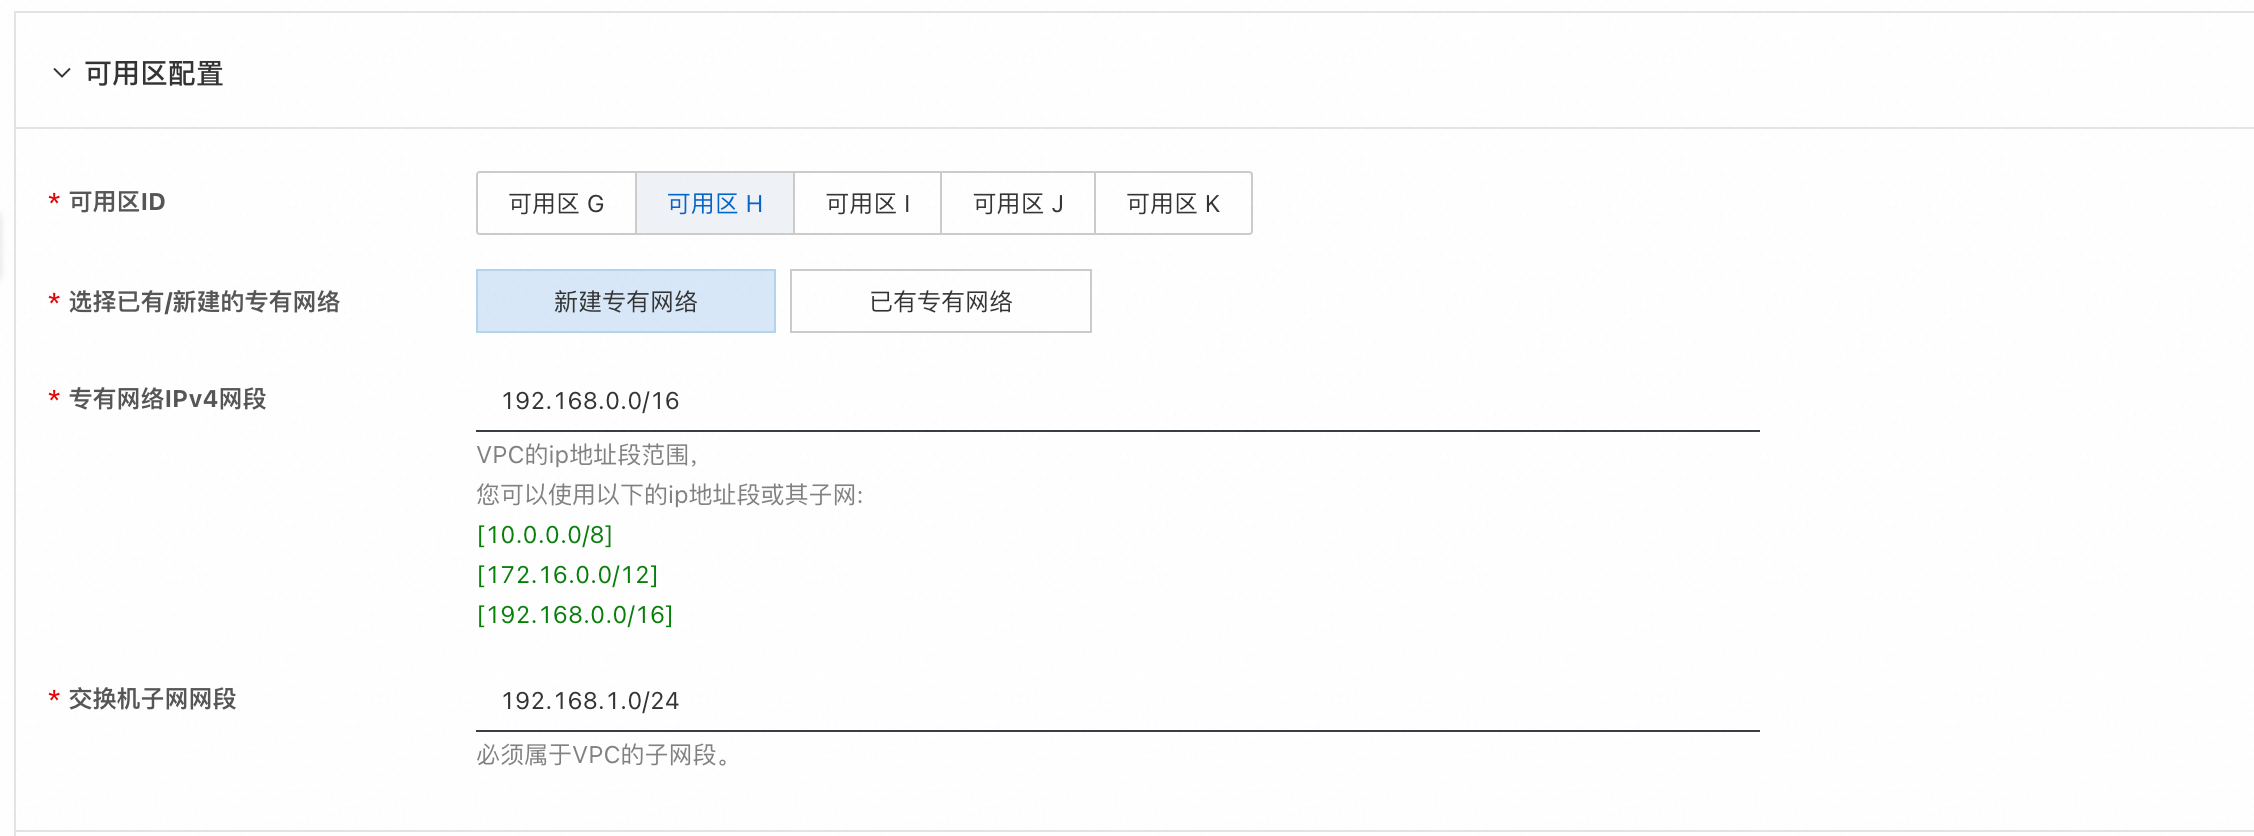 可用区配置
* 可用区ID
可用区 G 可用区 H 可用区 I 可用区 J 可用区 K
* 选择已有/新建的专有网络
新建专有网络 已有专有网络
* 专有网络IPv4网段
192.168.0.0/16
VPC的ip地址段范围,
您可以使用以下的ip地址段或其子网:
[10.0.0.0/8]
[172.16.0.0/12]
[192.168.0.0/16]
* 交换机子网网段
192.168.1.0/24
必须属于VPC的子网段。